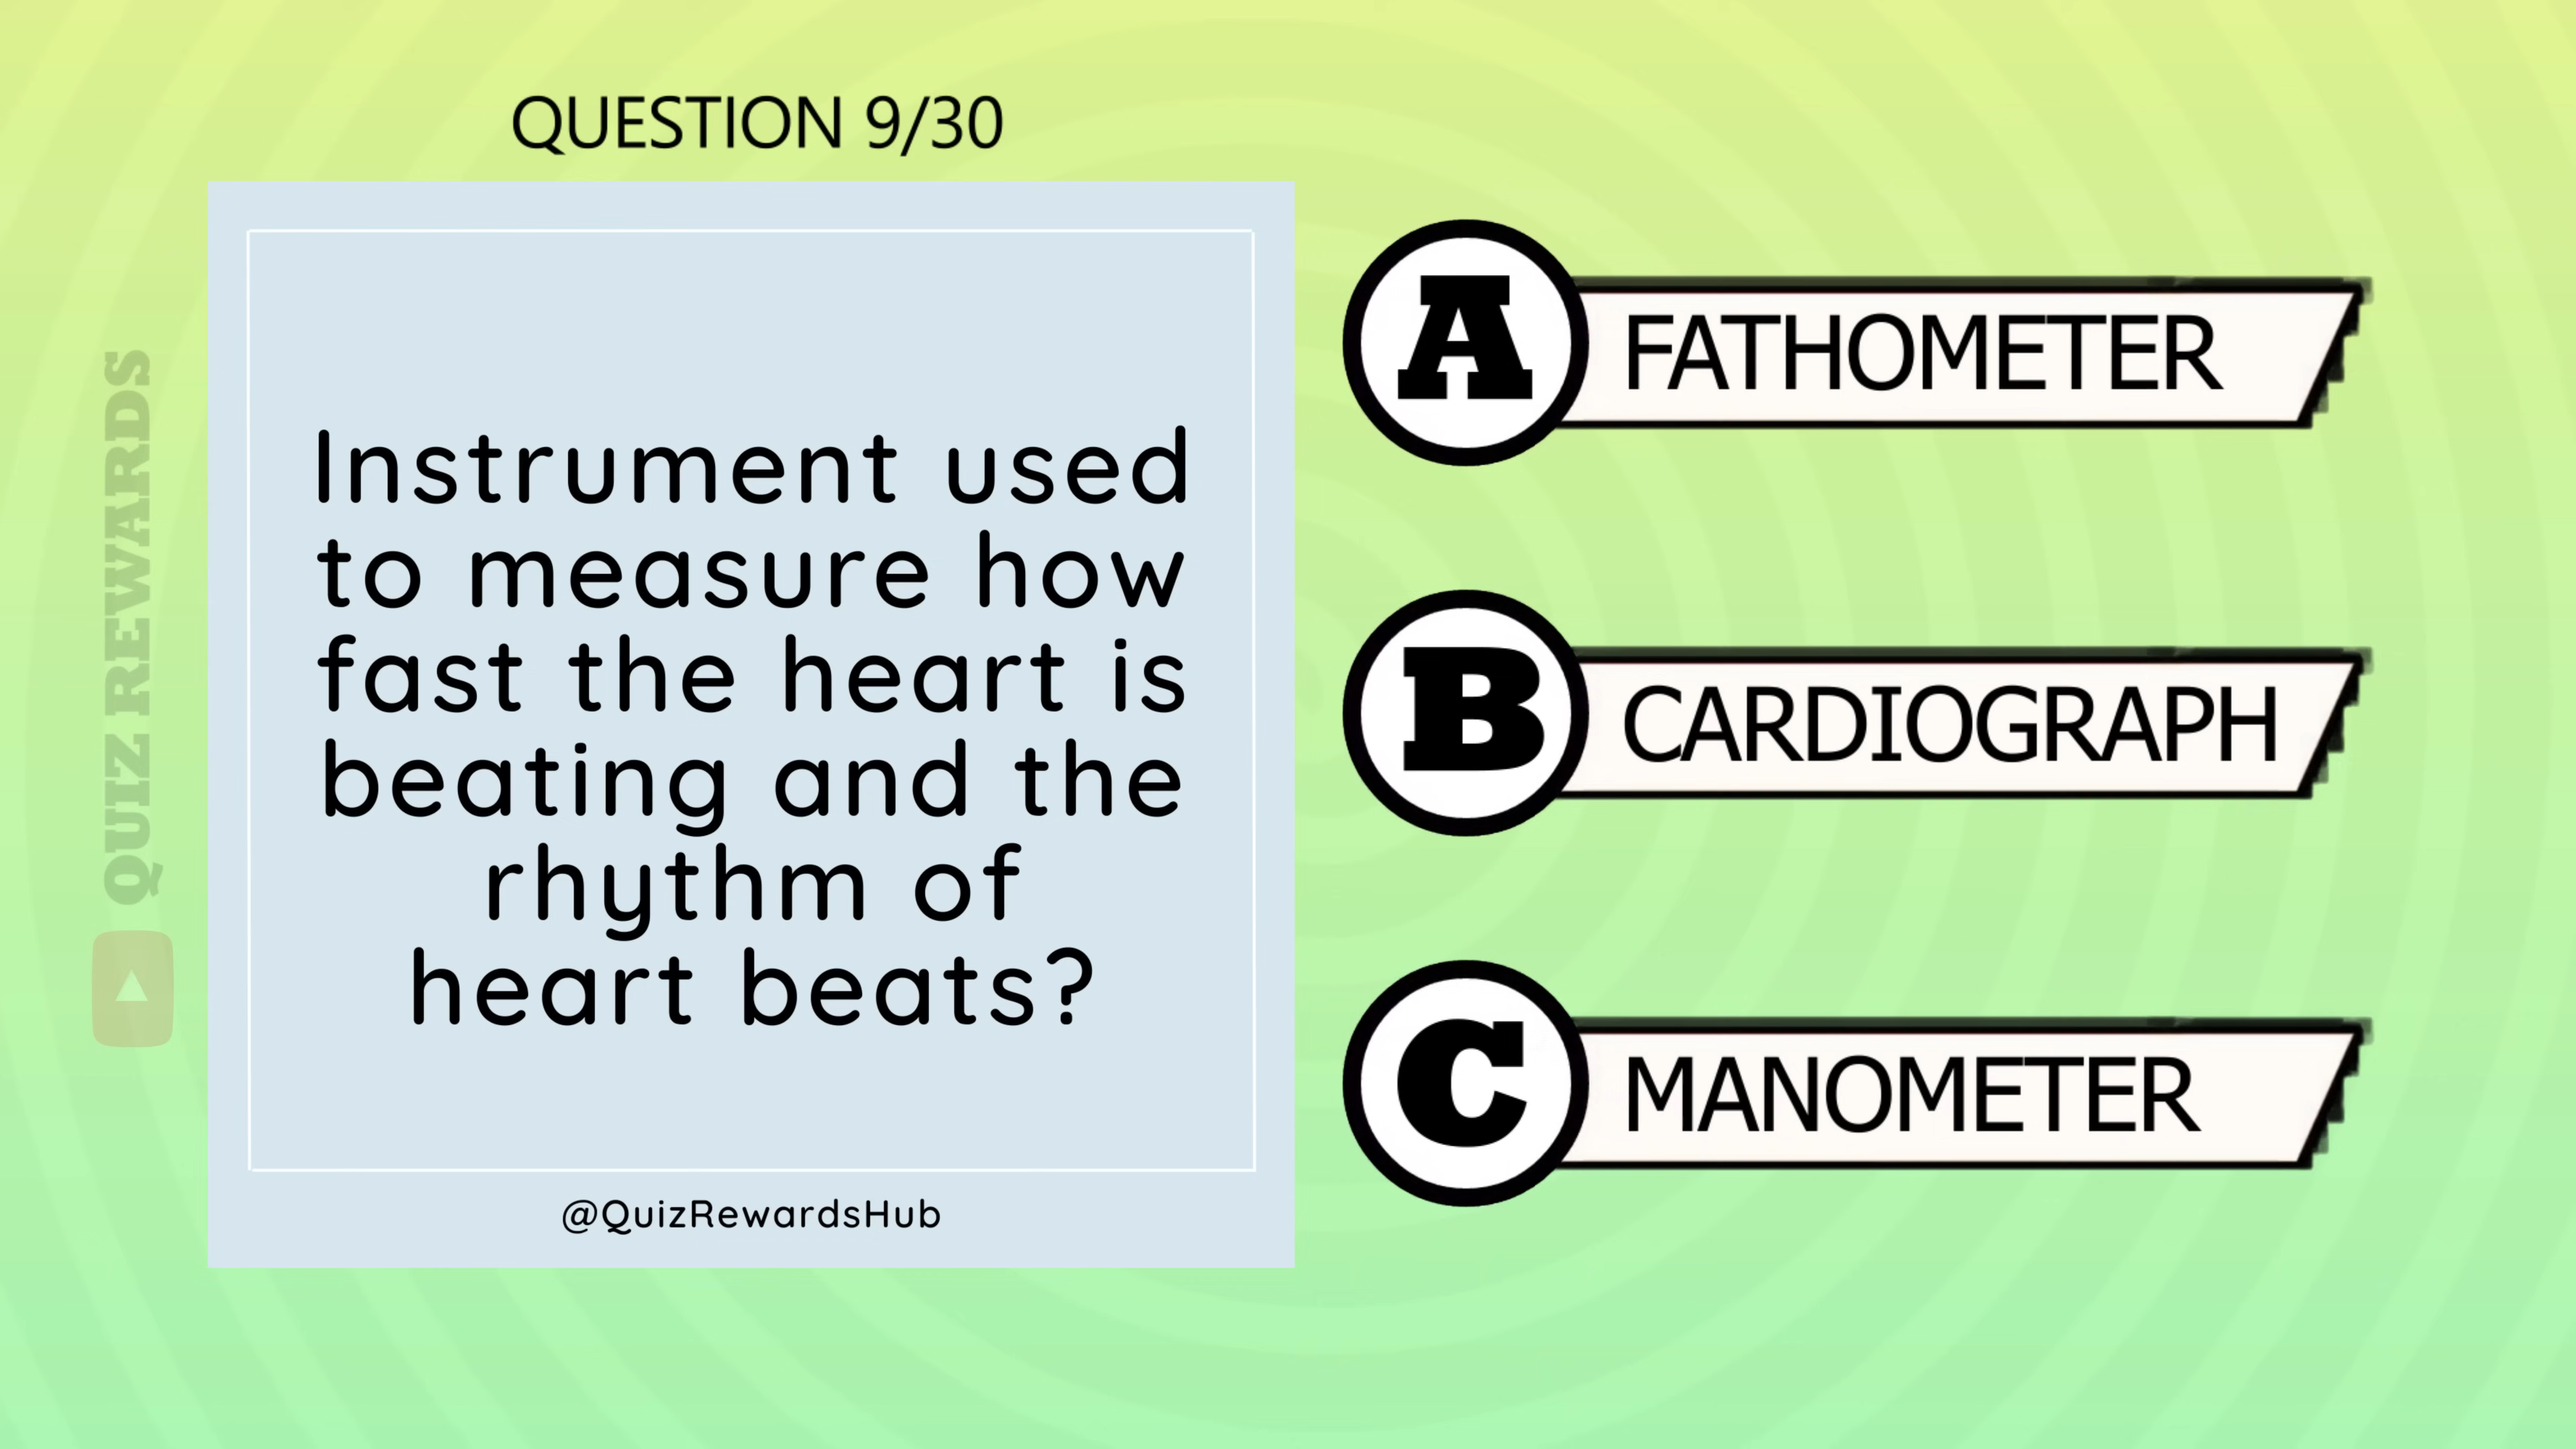 QUESTION 9/30
Instrument used
to measure how
fast the heart is
beating and the
rhythm of
heart beats?
@QuizRewardsHub
A FATHOMETER
B CARDIOGRAPH
C MANOMETER
QUIZ REWARDS